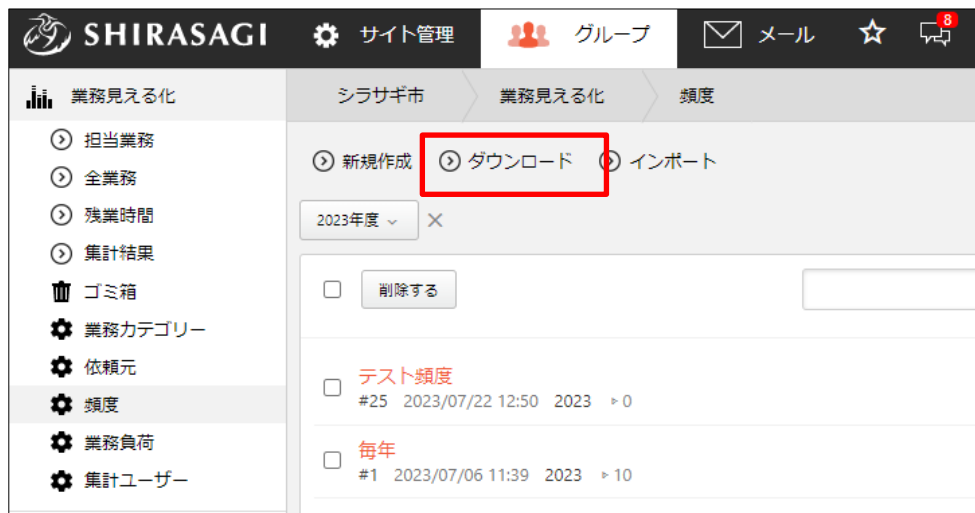 SHIRASAGI サイト管理 グループ メール 8
業務見える化
担当業務
全業務
残業時間
集計結果
ゴミ箱
業務カテゴリー
依頼元
頻度
業務負荷
集計ユーザー
シラサギ市 業務見える化 頻度
新規作成 ダウンロード インポート
2023年度
削除する
テスト頻度
#25 2023/07/22 12:50 2023 0
毎年
#1 2023/07/06 11:39 2023 10